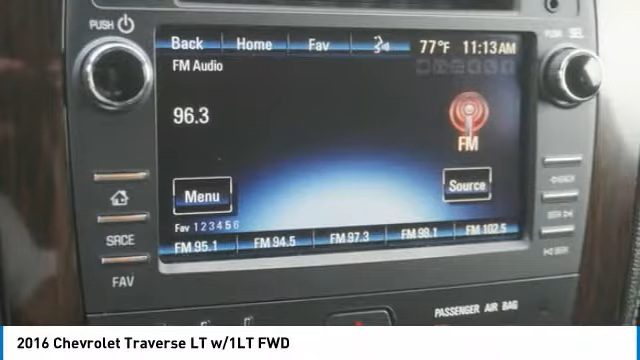 PUSH
Back Home Fav 77°F 11:13AM
PUSH SEL
FM Audio
96.3
FM
Menu
Source
Fav 1 2 3 4 5 6
FM 95.1 FM 94.5 FM 97.3 FM 99.1 FM 102.5
SRCE
FAV
PASSENGER AIR BAG
2016 Chevrolet Traverse LT w/1LT FWD